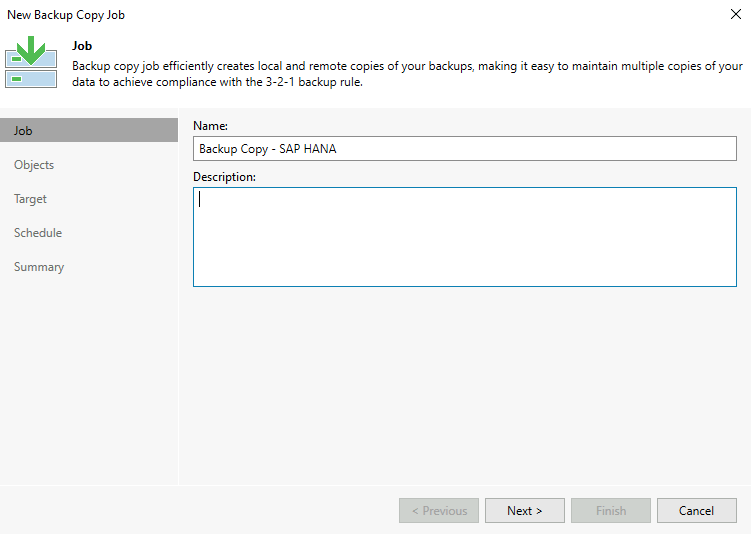 New Backup Copy Job
Job
Backup copy job efficiently creates local and remote copies of your backups, making it easy to maintain multiple copies of your
data to achieve compliance with the 3-2-1 backup rule.
Job
Objects
Target
Schedule
Summary
Name:
Backup Copy - SAP HANA
Description:
< Previous
Next >
Finish
Cancel